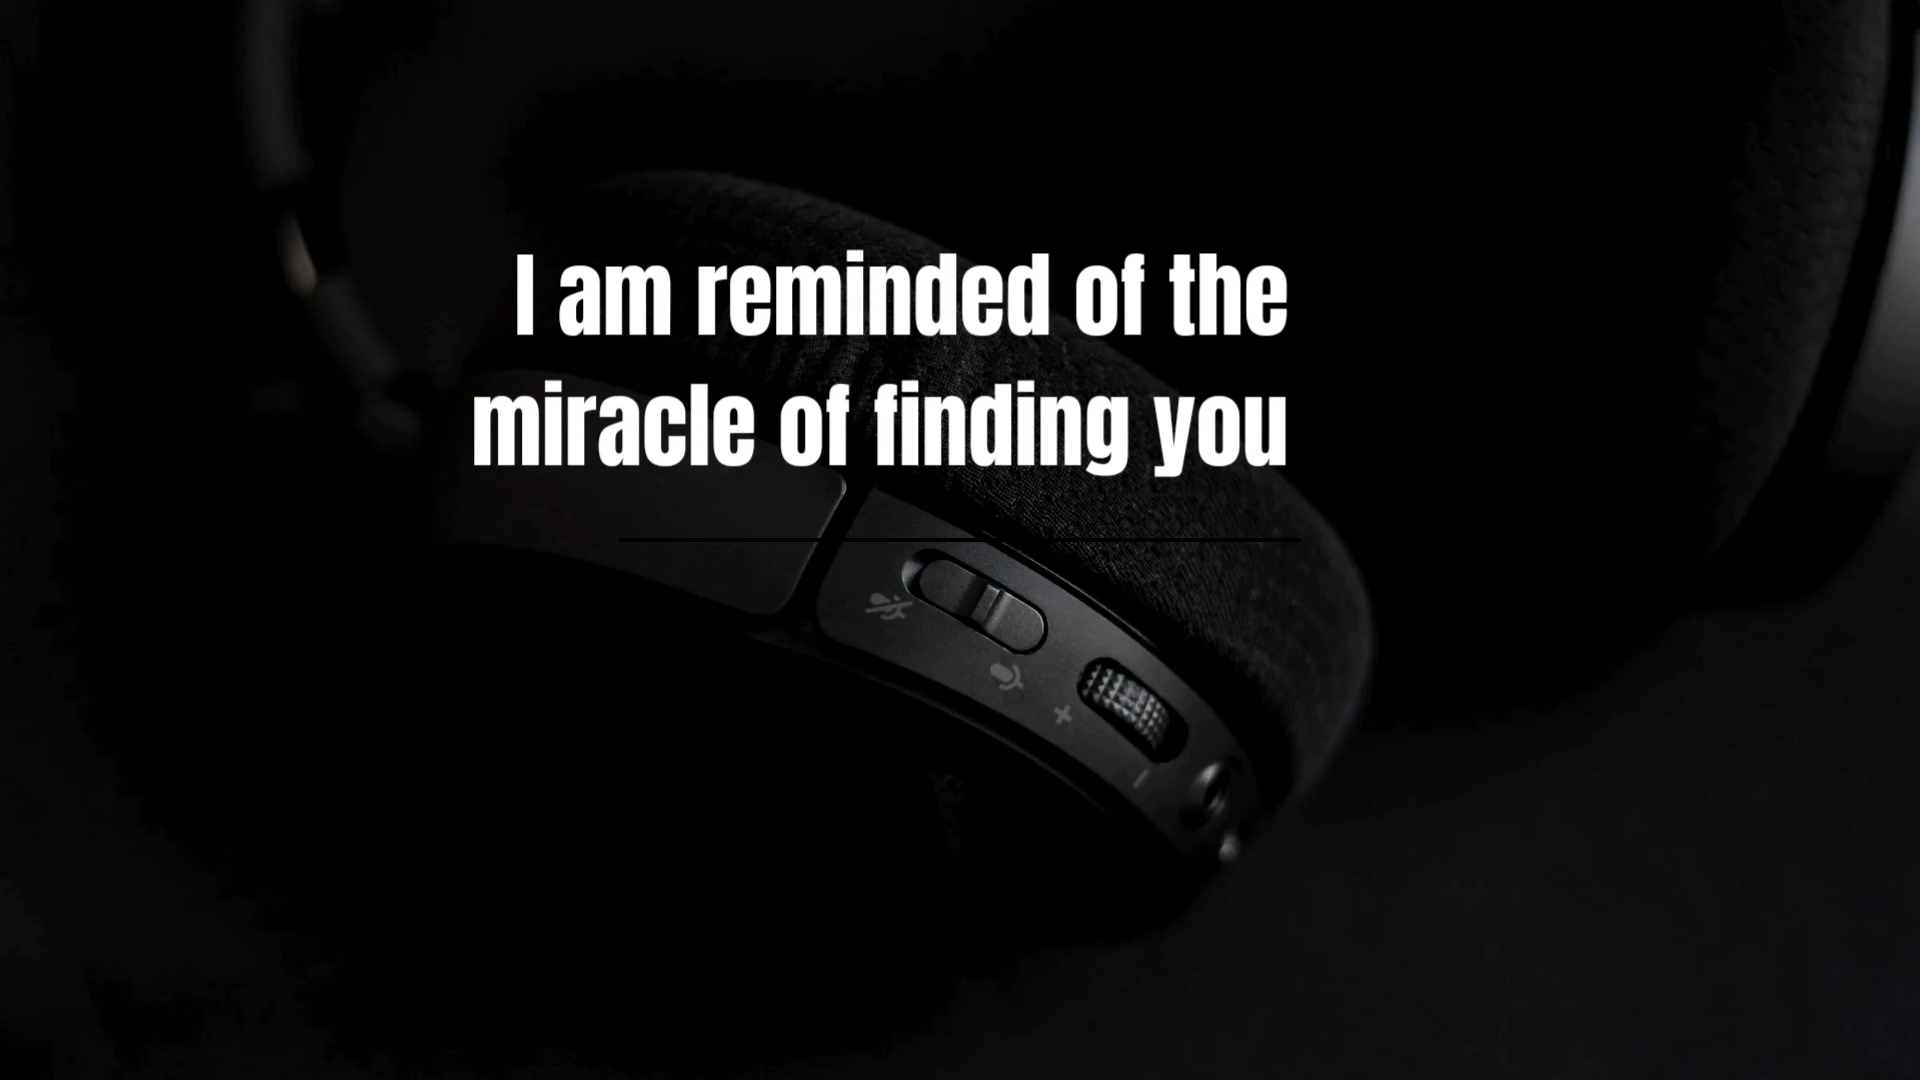 I am reminded of the
miracle of finding you